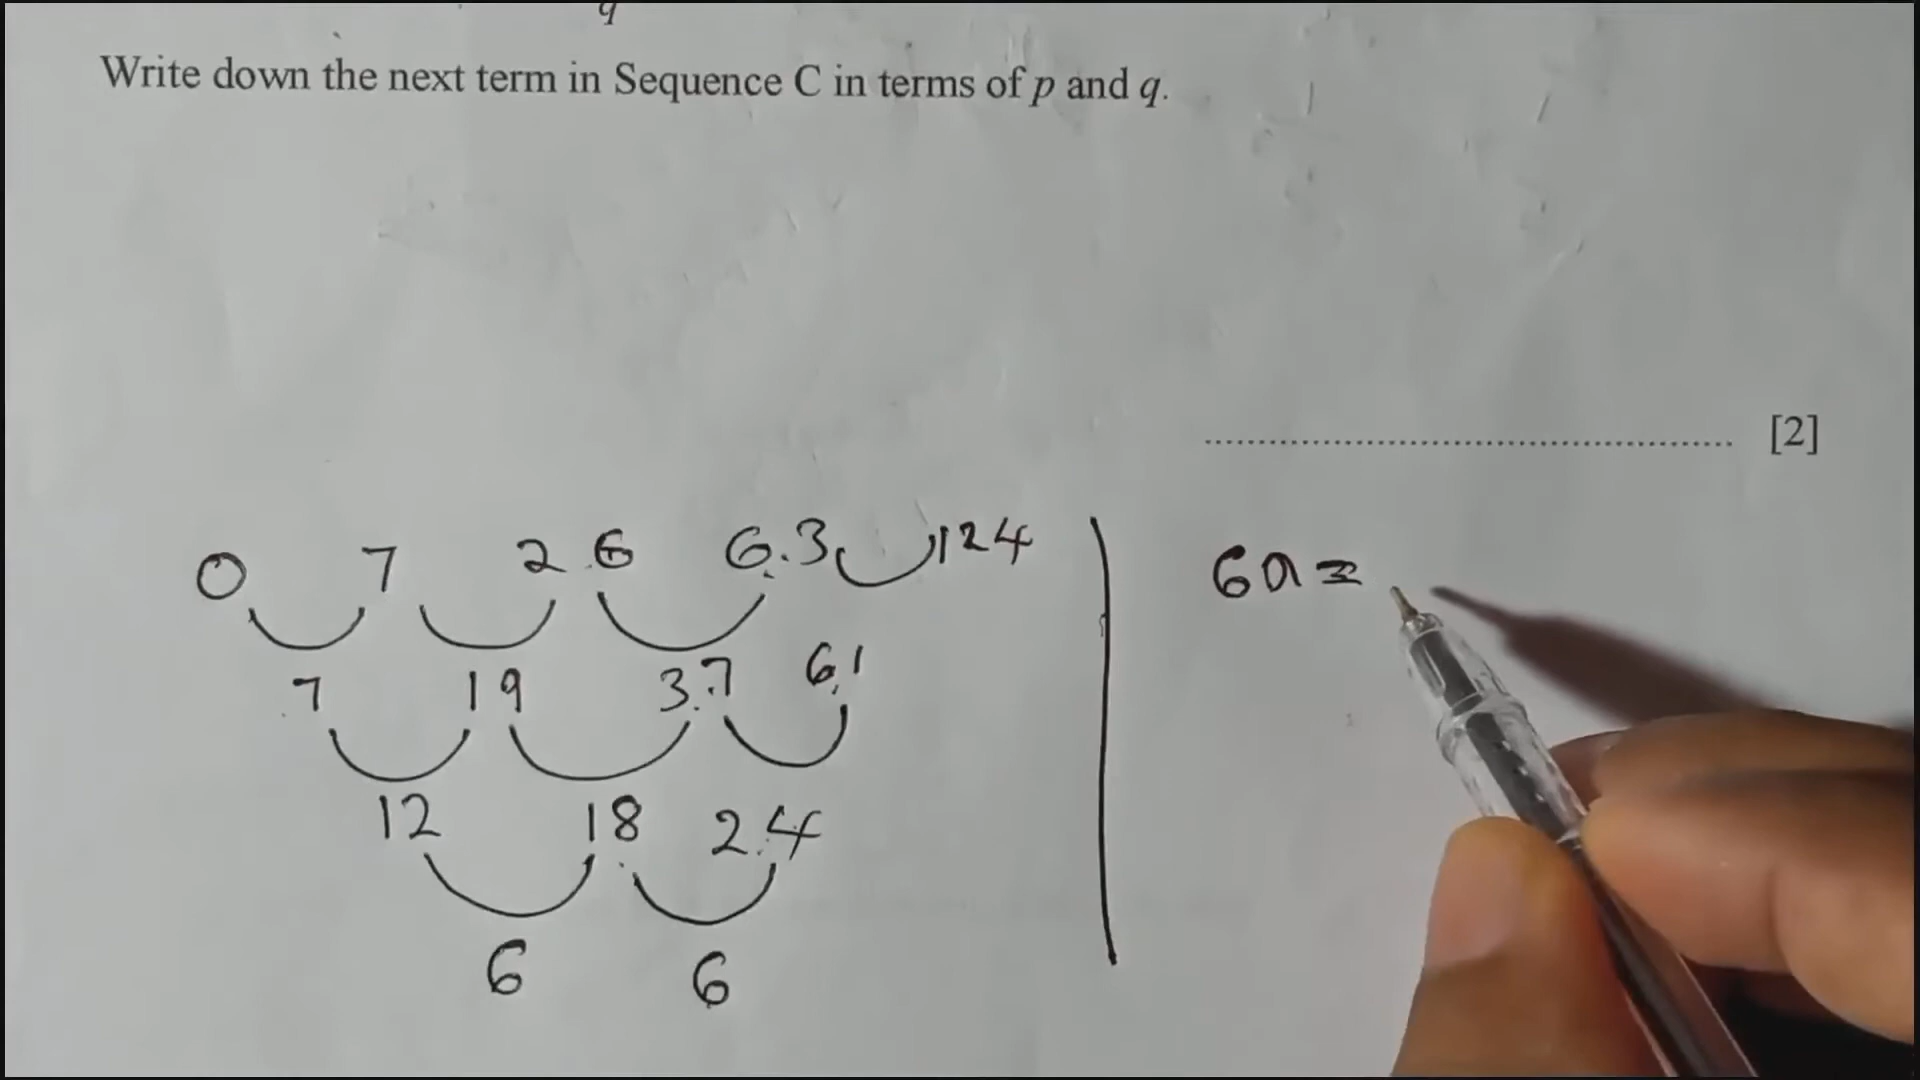 q
Write down the next term in Sequence C in terms of p and q.
[2]
0 7 26 63 124
7 19 37 61
12 18 24
6 6
6a =